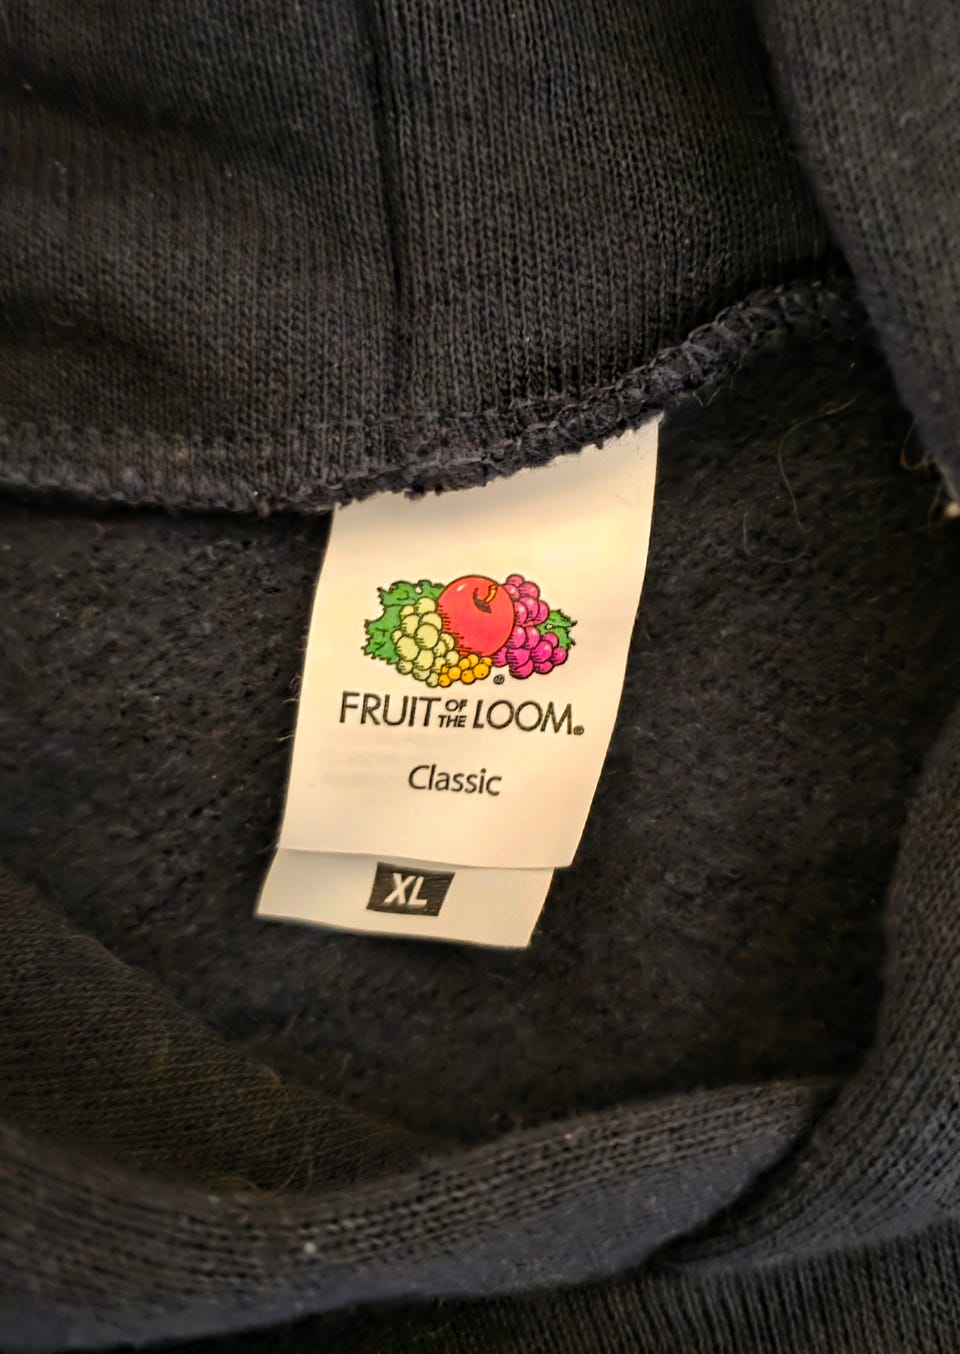 FRUIT OF THE LOOM®
Classic
XL